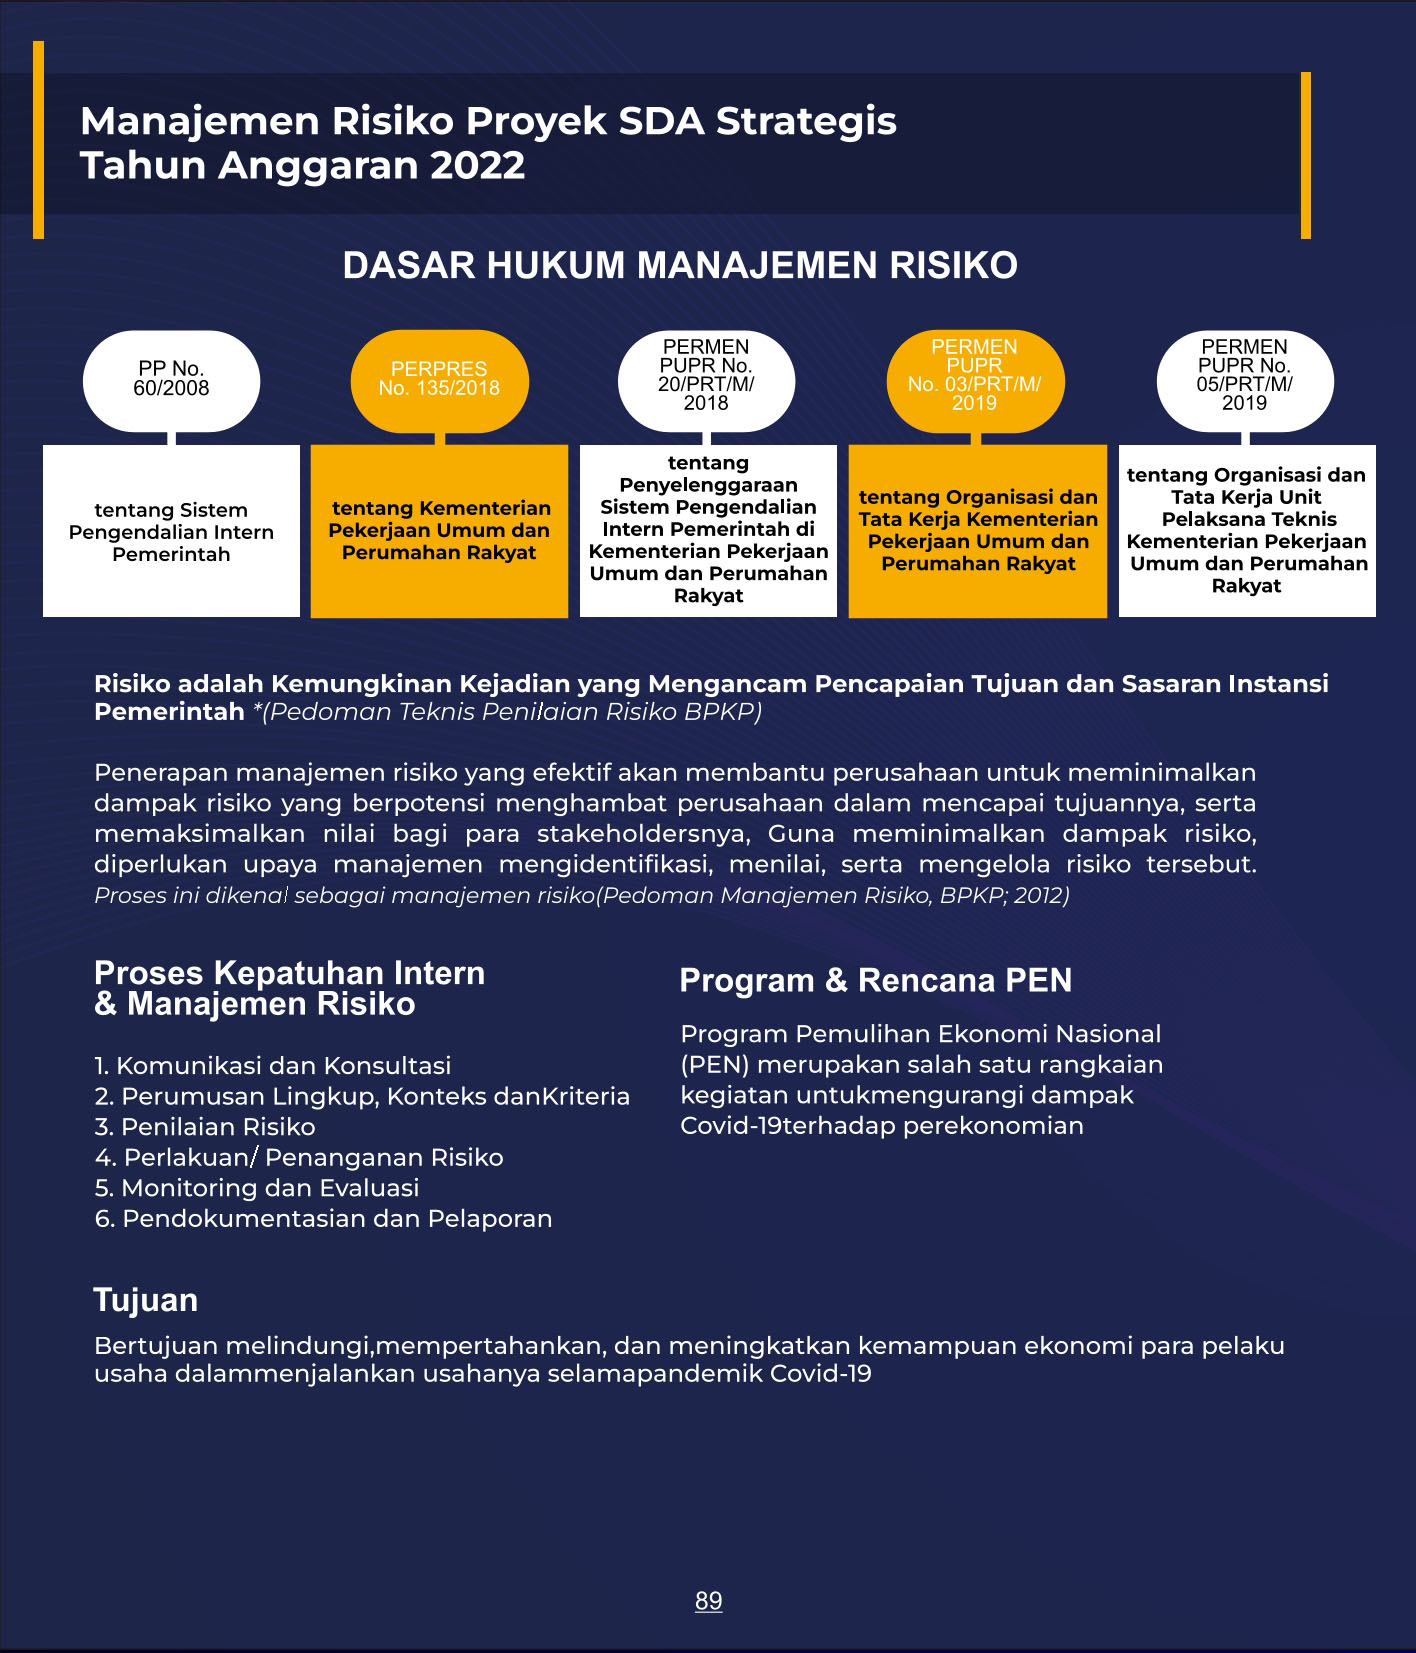 Manajemen Risiko Proyek SDA Strategis
Tahun Anggaran 2022
DASAR HUKUM MANAJEMEN RISIKO
PP No.
60/2008
tentang Sistem
Pengendalian Intern
Pemerintah
PERPRES
No. 135/2018
tentang Kementerian
Pekerjaan Umum dan
Perumahan Rakyat
PERMEN
PUPR No.
20/PRT/M/
2018
tentang
Penyelenggaraan
Sistem Pengendalian
Intern Pemerintah di
Kementerian Pekerjaan
Umum dan Perumahan
Rakyat
PERMEN
PUPR
No. 03/PRT/M/
2019
tentang Organisasi dan
Tata Kerja Kementerian
Pekerjaan Umum dan
Perumahan Rakyat
PERMEN
PUPR No.
05/PRT/M/
2019
tentang Organisasi dan
Tata Kerja Unit
Pelaksana Teknis
Kementerian Pekerjaan
Umum dan Perumahan
Rakyat
Risiko adalah Kemungkinan Kejadian yang Mengancam Pencapaian Tujuan dan Sasaran Instansi
Pemerintah *(Pedoman Teknis Penilaian Risiko BPKP)
Penerapan manajemen risiko yang efektif akan membantu perusahaan untuk meminimalkan
dampak risiko yang berpotensi menghambat perusahaan dalam mencapai tujuannya, serta
memaksimalkan nilai bagi para stakeholdersnya, Guna meminimalkan dampak risiko,
diperlukan upaya manajemen mengidentifikasi, menilai, serta mengelola risiko tersebut.
Proses ini dikenal sebagai manajemen risiko(Pedoman Manajemen Risiko, BPKP; 2012)
Proses Kepatuhan Intern
& Manajemen Risiko
1. Komunikasi dan Konsultasi
2. Perumusan Lingkup, Konteks danKriteria
3. Penilaian Risiko
4. Perlakuan/ Penanganan Risiko
5. Monitoring dan Evaluasi
6. Pendokumentasian dan Pelaporan
Program & Rencana PEN
Program Pemulihan Ekonomi Nasional
(PEN) merupakan salah satu rangkaian
kegiatan untukmengurangi dampak
Covid-19terhadap perekonomian
Tujuan
Bertujuan melindungi,mempertahankan, dan meningkatkan kemampuan ekonomi para pelaku
usaha dalammenjalankan usahanya selamapandemik Covid-19
89